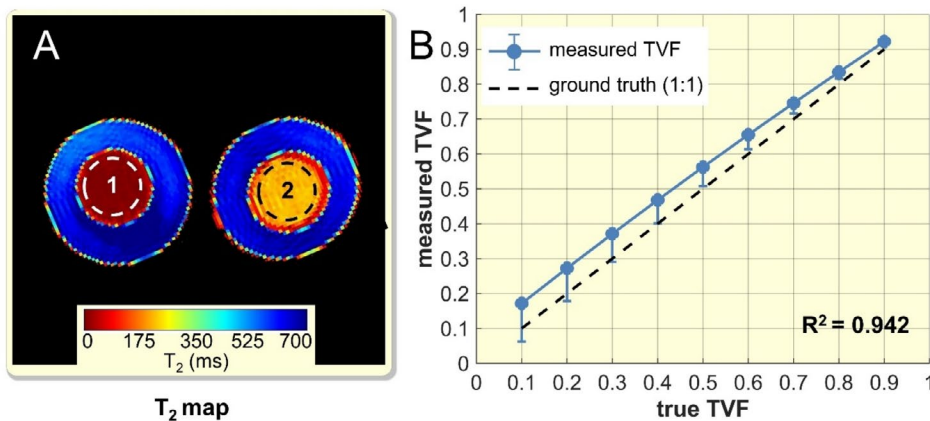 A
1
2
0 175 350 525 700
T2 (ms)
T2 map
B
measured TVF
ground truth (1:1)
R2 = 0.942
measured TVF
1
0.9
0.8
0.7
0.6
0.5
0.4
0.3
0.2
0.1
0
0 0.1 0.2 0.3 0.4 0.5 0.6 0.7 0.8 0.9 1
true TVF